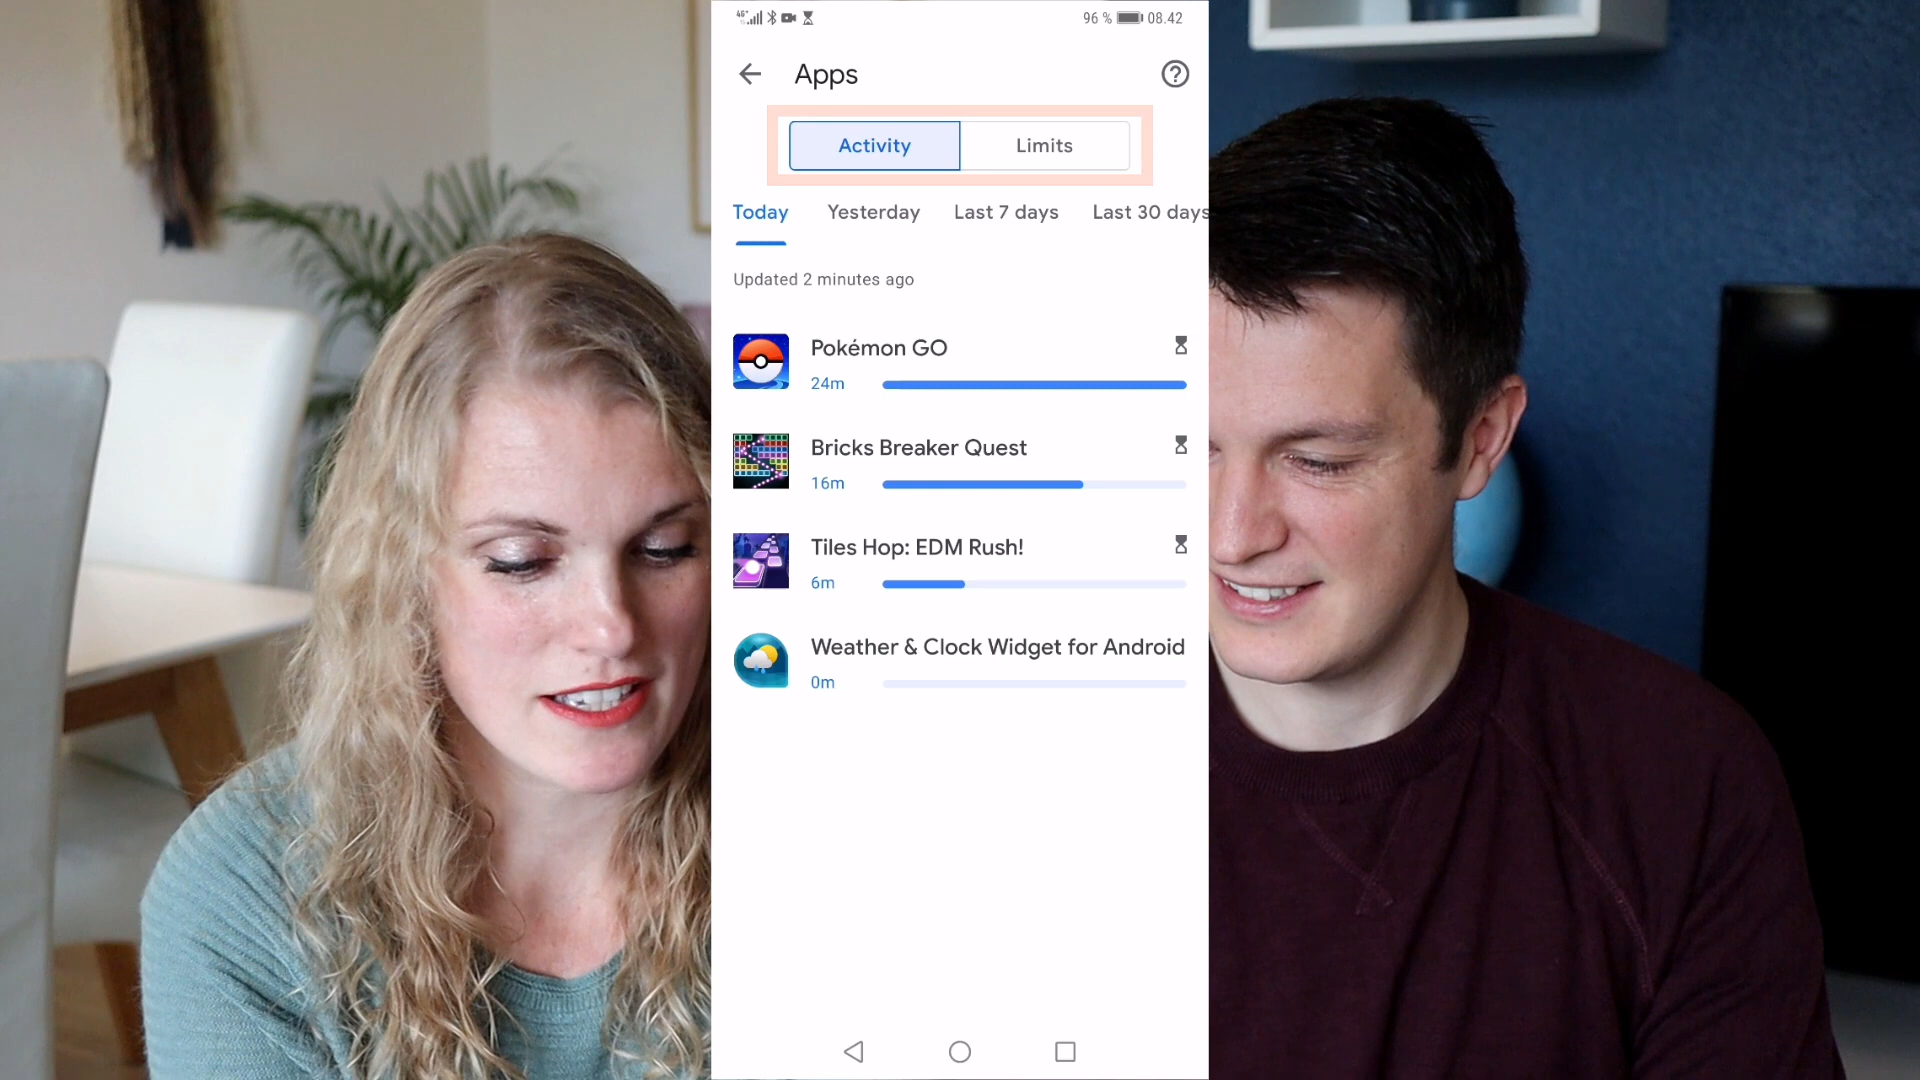 4G 96 % 08.42
Apps
Activity Limits
Today Yesterday Last 7 days Last 30 days
Updated 2 minutes ago
Pokémon GO
24m
Bricks Breaker Quest
16m
Tiles Hop: EDM Rush!
6m
Weather & Clock Widget for Android
0m